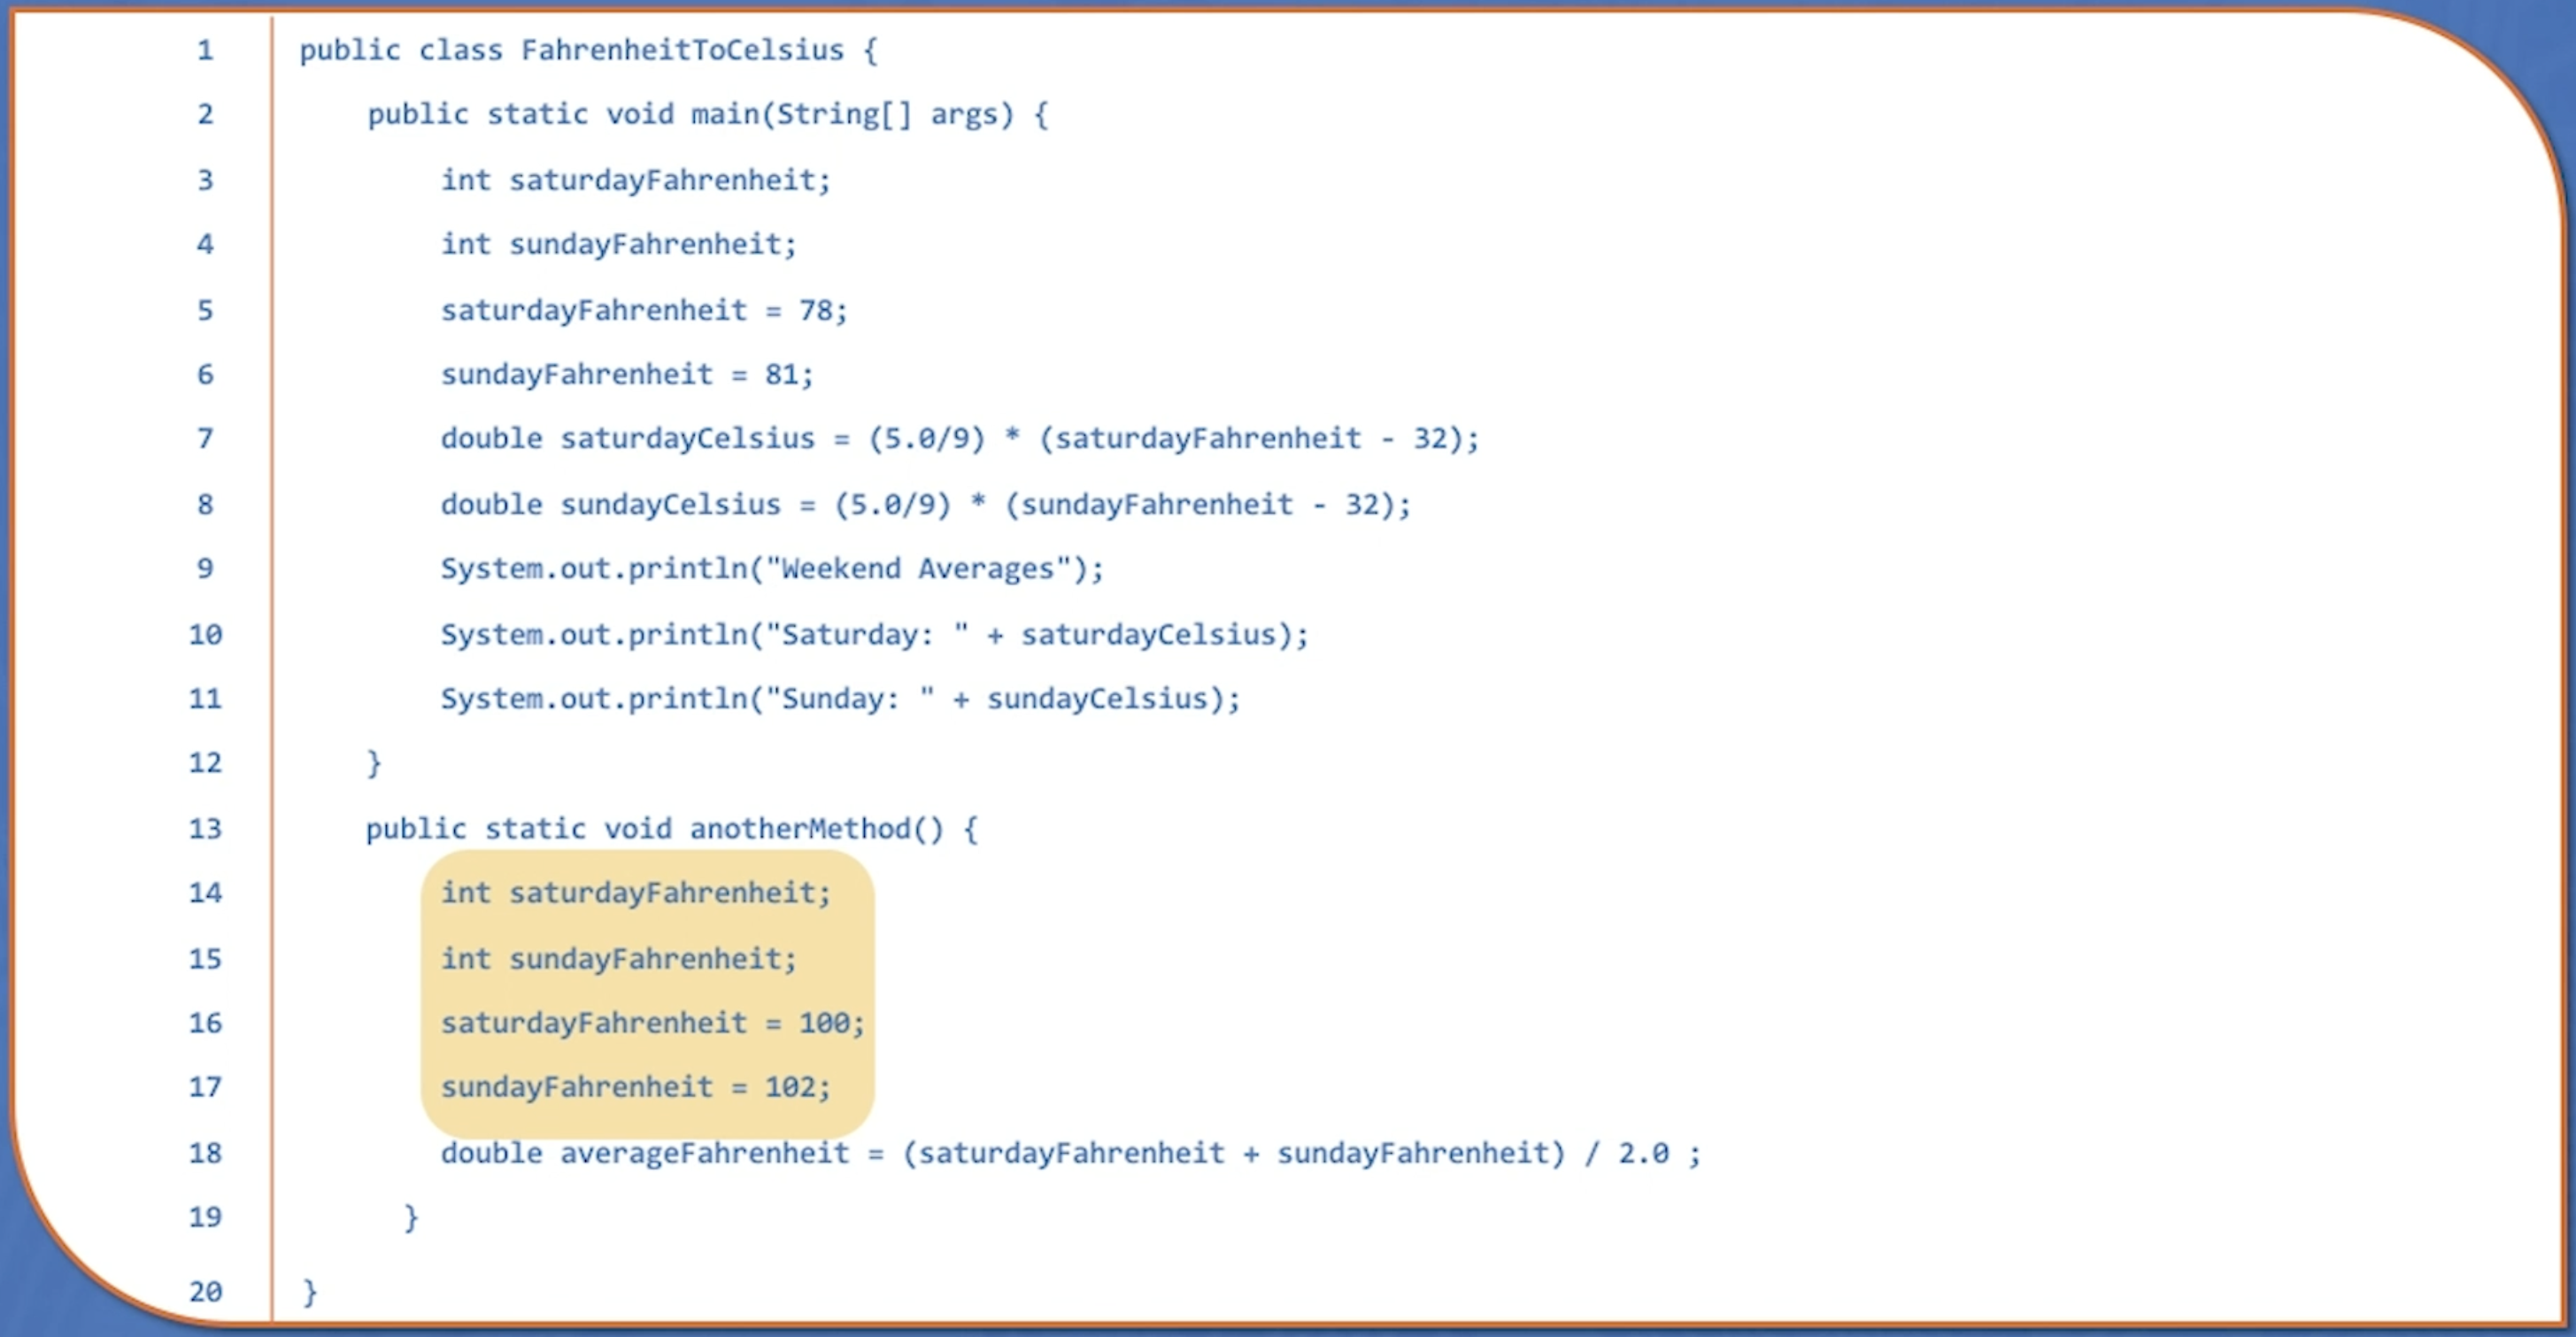 1 public class FahrenheitToCelsius {
2 public static void main(String[] args) {
3 int saturdayFahrenheit;
4 int sundayFahrenheit;
5 saturdayFahrenheit = 78;
6 sundayFahrenheit = 81;
7 double saturdayCelsius = (5.0/9) * (saturdayFahrenheit - 32);
8 double sundayCelsius = (5.0/9) * (sundayFahrenheit - 32);
9 System.out.println("Weekend Averages");
10 System.out.println("Saturday: " + saturdayCelsius);
11 System.out.println("Sunday: " + sundayCelsius);
12 }
13 public static void anotherMethod() {
14 int saturdayFahrenheit;
15 int sundayFahrenheit;
16 saturdayFahrenheit = 100;
17 sundayFahrenheit = 102;
18 double averageFahrenheit = (saturdayFahrenheit + sundayFahrenheit) / 2.0 ;
19 }
20 }